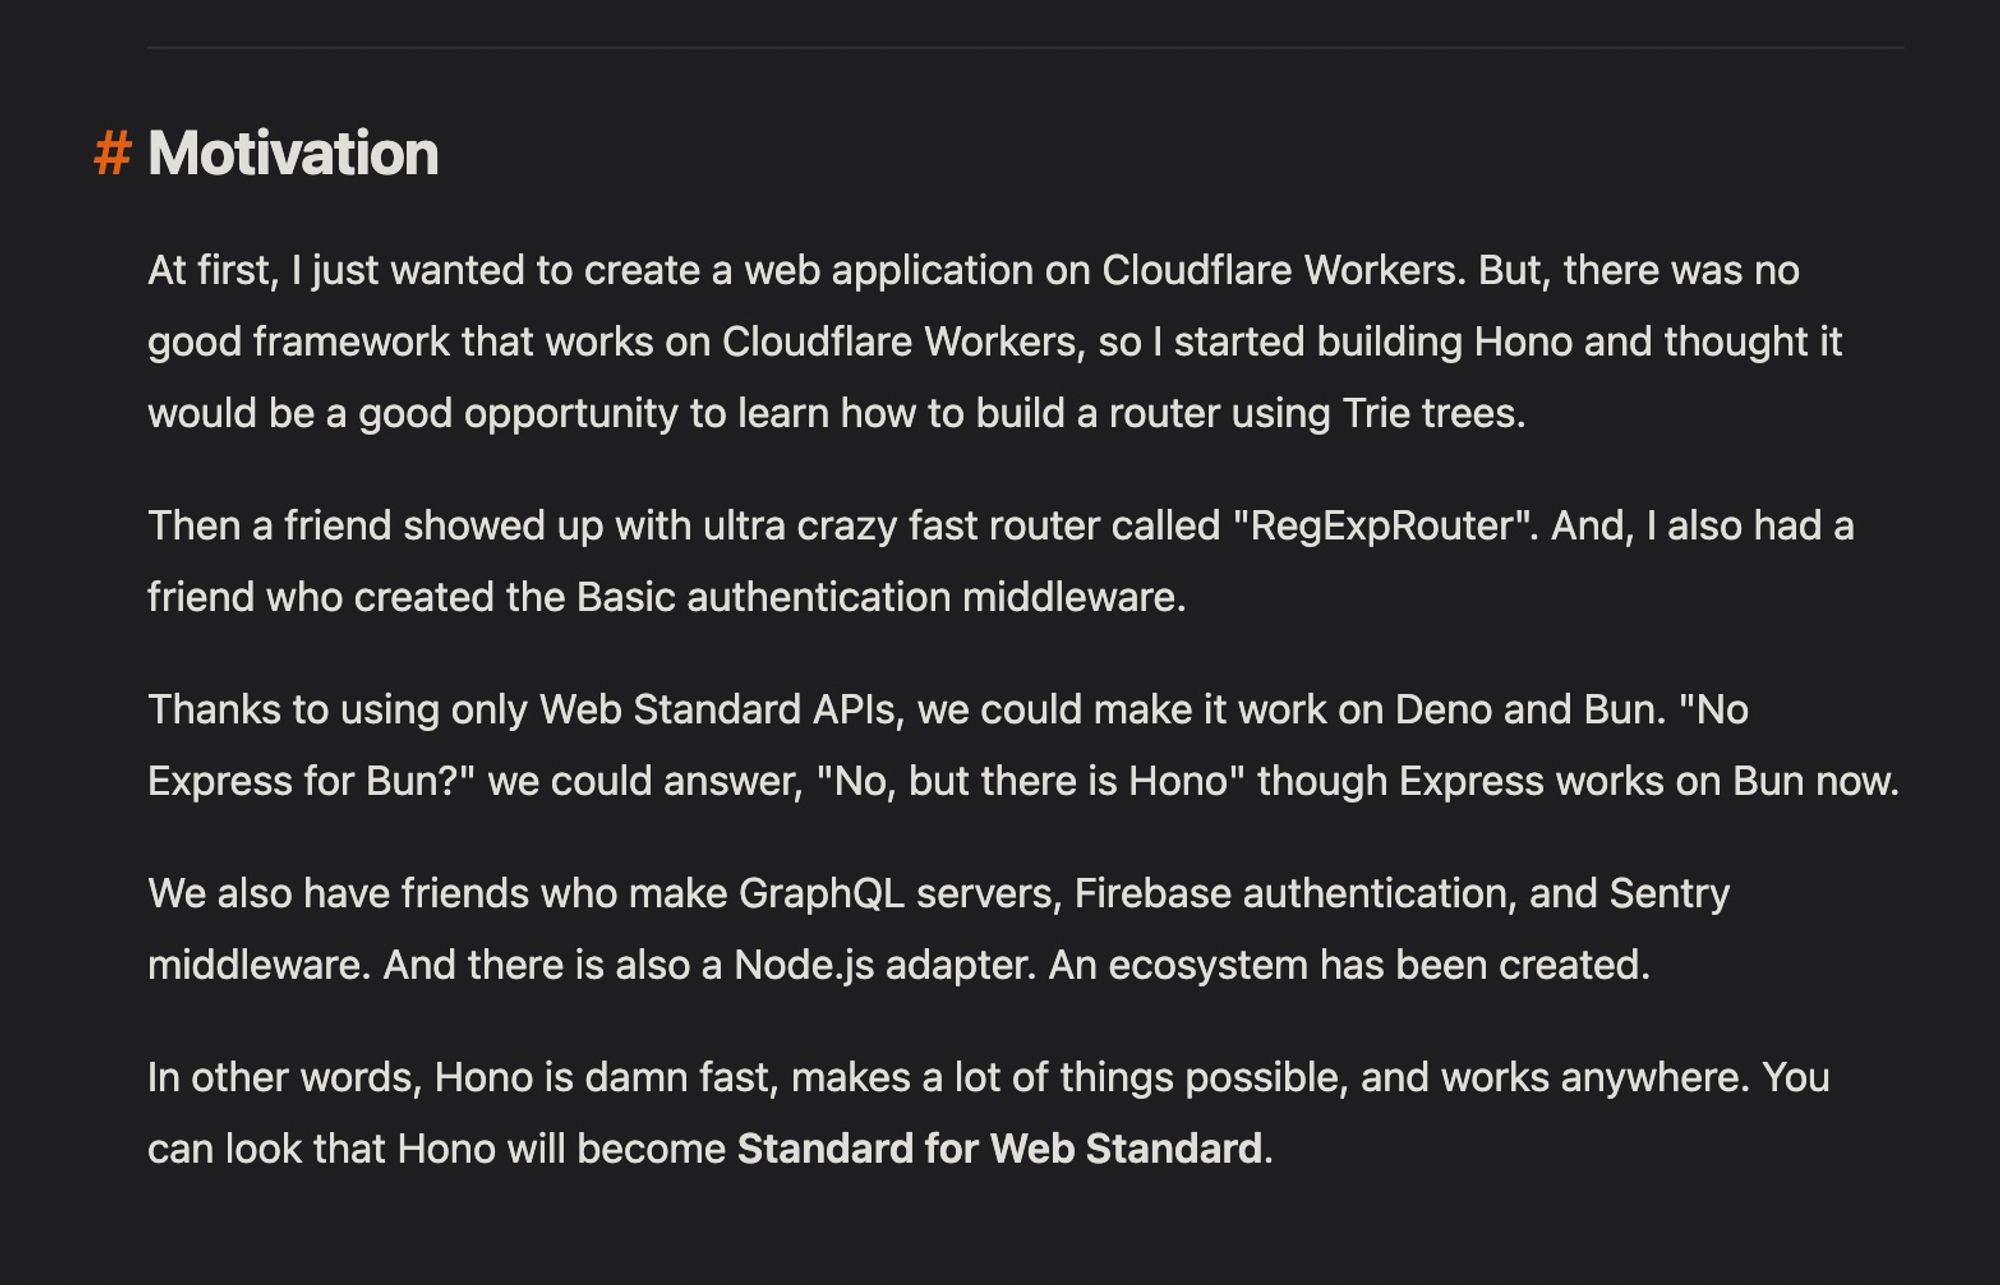 # Motivation
At first, I just wanted to create a web application on Cloudflare Workers. But, there was no
good framework that works on Cloudflare Workers, so I started building Hono and thought it
would be a good opportunity to learn how to build a router using Trie trees.
Then a friend showed up with ultra crazy fast router called "RegExpRouter". And, I also had a
friend who created the Basic authentication middleware.
Thanks to using only Web Standard APIs, we could make it work on Deno and Bun. "No
Express for Bun?" we could answer, "No, but there is Hono" though Express works on Bun now.
We also have friends who make GraphQL servers, Firebase authentication, and Sentry
middleware. And there is also a Node.js adapter. An ecosystem has been created.
In other words, Hono is damn fast, makes a lot of things possible, and works anywhere. You
can look that Hono will become Standard for Web Standard.